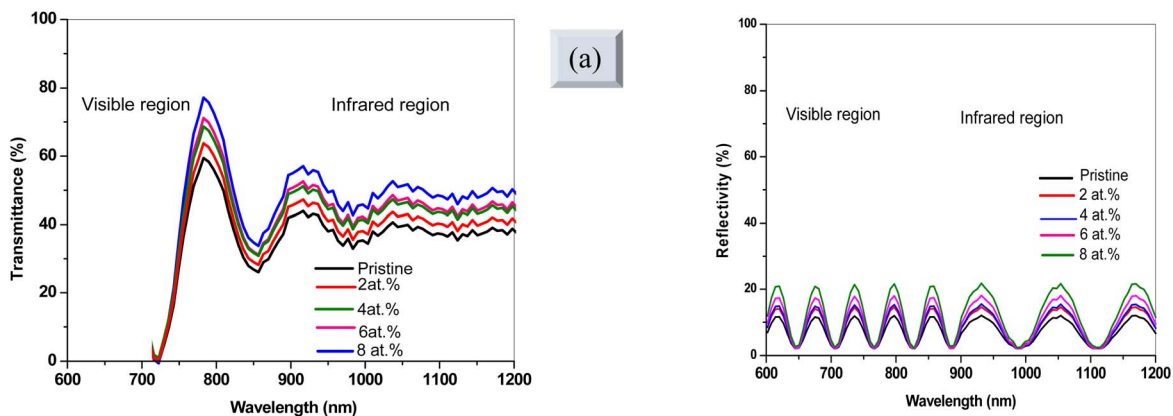 100
80
60
40
20
0
Transmittance (%)
Visible region
Infrared region
Pristine
2at.%
4at.%
6at.%
8 at.%
600
700
800
900
1000
1100
1200
Wavelength (nm)
(a)
100
80
60
40
20
0
Reflectivity (%)
Visible region
Infrared region
Pristine
2 at.%
4 at.%
6 at.%
8 at.%
600
700
800
900
1000
1100
1200
Wavelength (nm)